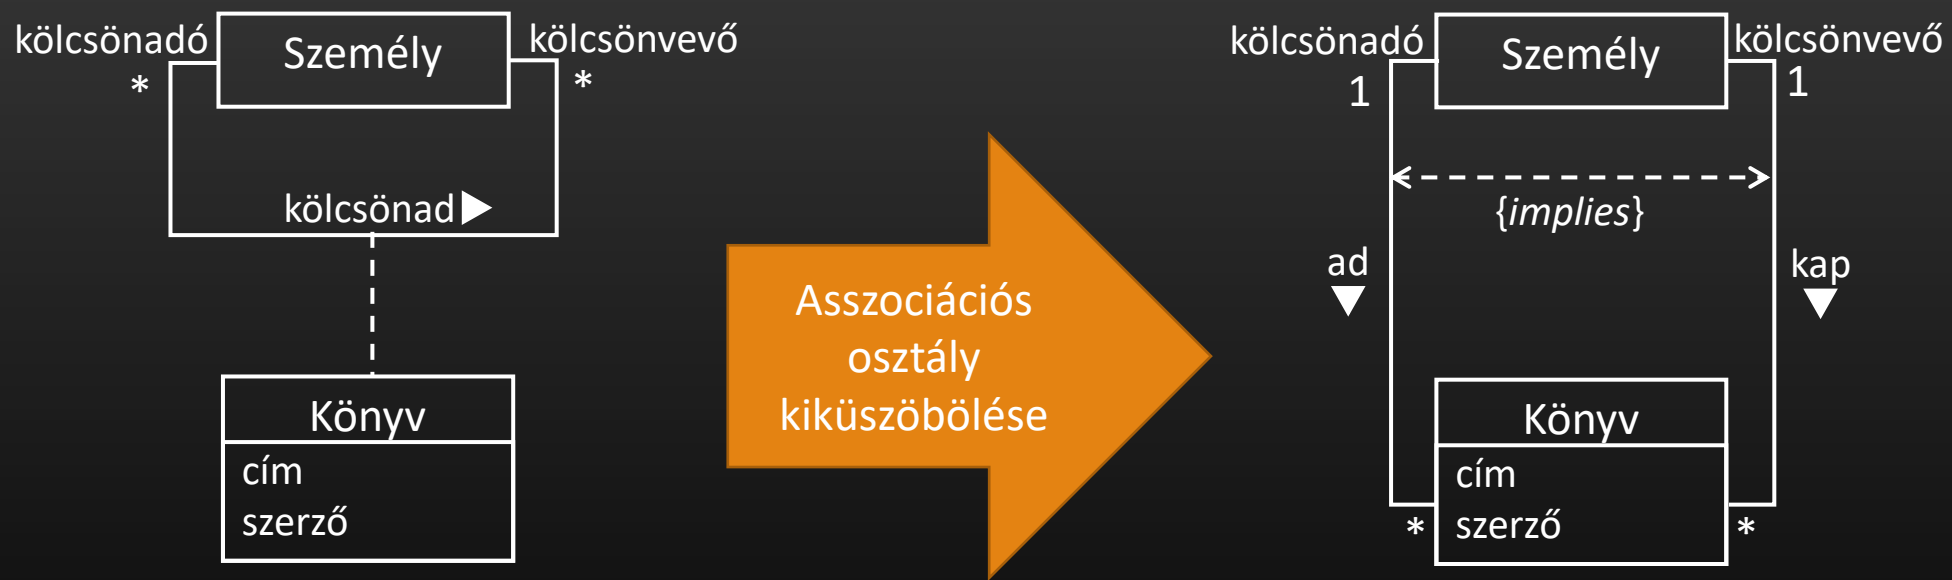 kölcsönadó
Személy
kölcsönvevő
*
*
kölcsönad
Könyv
cím
szerző
Asszociációs
osztály
kiküszöbölése
kölcsönadó
Személy
kölcsönvevő
1
1
{implies}
ad
kap
Könyv
cím
szerző
*
*